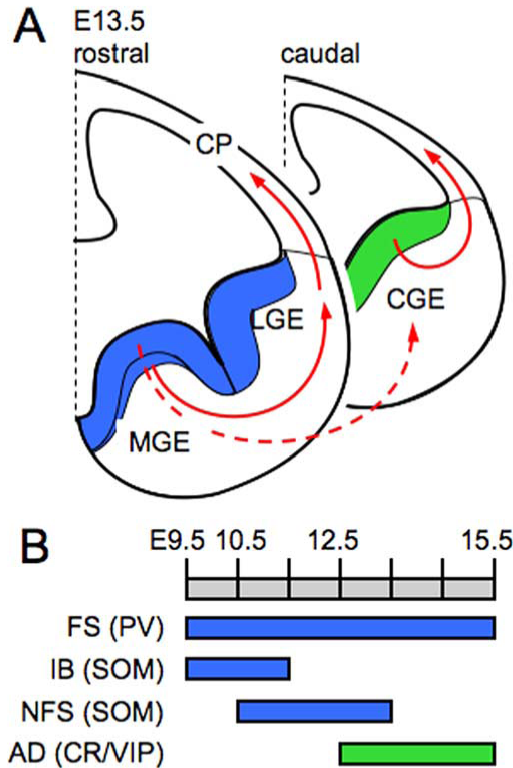 A
E13.5
rostral
caudal
CP
LGE
CGE
MGE
B
E9.5 10.5 12.5 15.5
FS (PV)
IB (SOM)
NFS (SOM)
AD (CR/VIP)